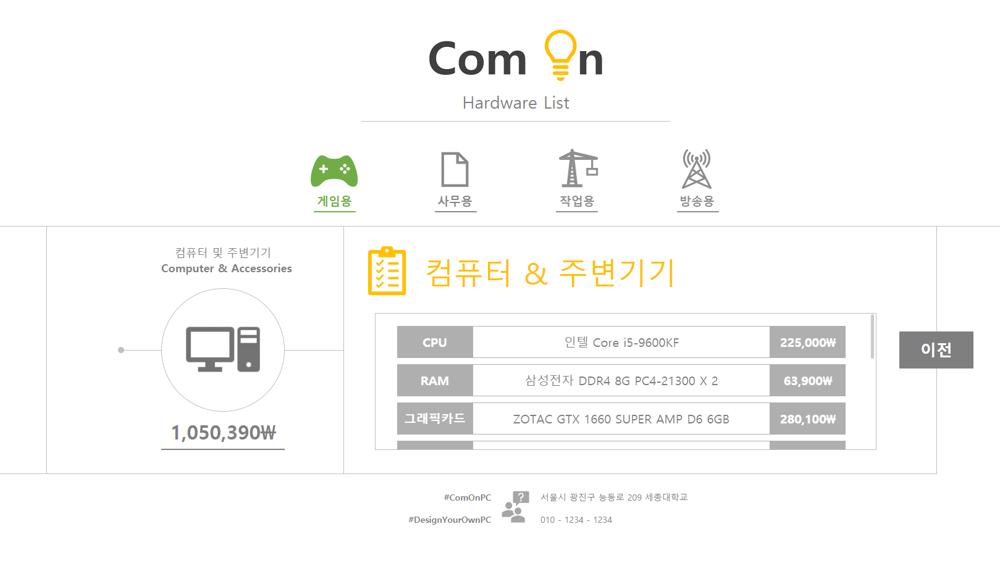 Com On
Hardware List
게임용
사무용
작업용
방송용
컴퓨터 및 주변기기
Computer & Accessories
1,050,390₩
컴퓨터 & 주변기기
CPU 인텔 Core i5-9600KF 225,000₩
RAM 삼성전자 DDR4 8G PC4-21300 X 2 63,900₩
그래픽카드 ZOTAC GTX 1660 SUPER AMP D6 6GB 280,100₩
이전
#ComOnPC
?
서울시 광진구 능동로 209 세종대학교
#DesignYourOwnPC
010 - 1234 - 1234